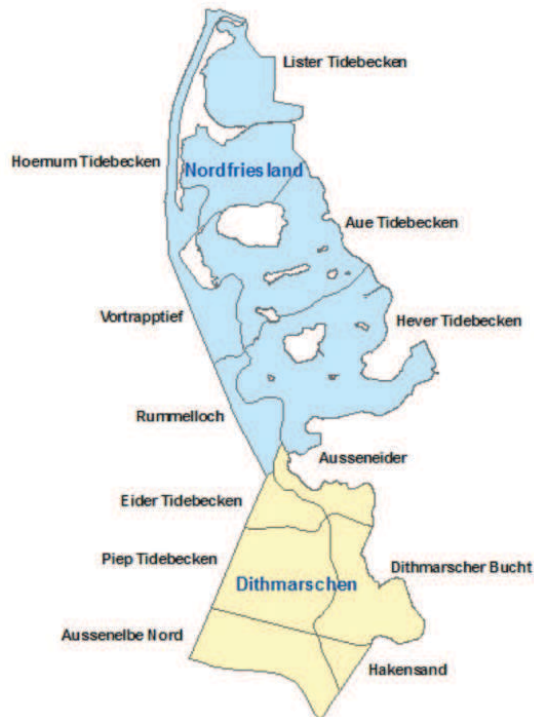 Lister Tidebecken
Hoernum Tidebecken
Nordfriesland
Aue Tidebecken
Vortrapptief
Hever Tidebecken
Rummelloch
Ausseneider
Eider Tidebecken
Piep Tidebecken
Dithmarscher Bucht
Dithmarschen
Aussenelbe Nord
Hakensand